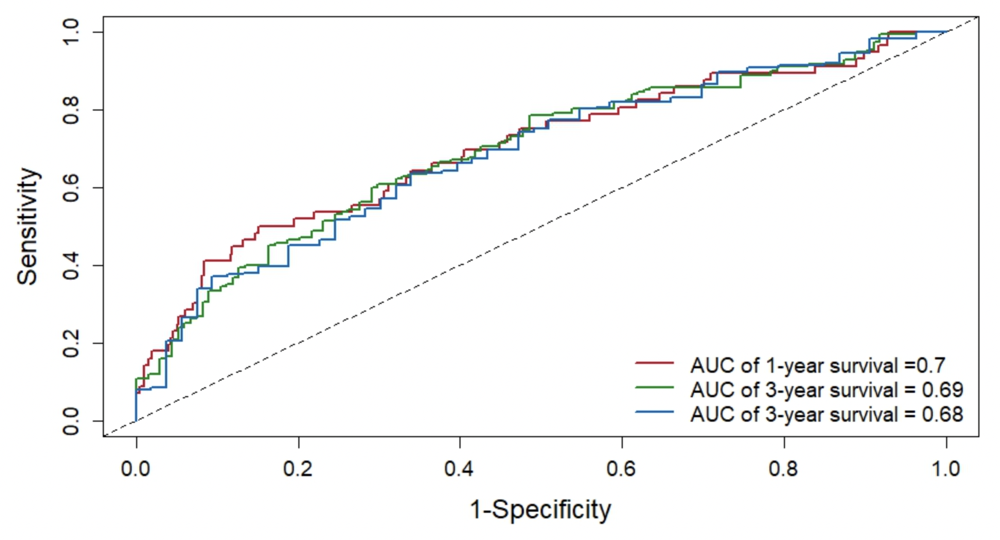 1.0
0.8
0.6
0.4
0.2
0.0
Sensitivity
AUC of 1-year survival =0.7
AUC of 3-year survival = 0.69
AUC of 3-year survival = 0.68
0.0 0.2 0.4 0.6 0.8 1.0
1-Specificity